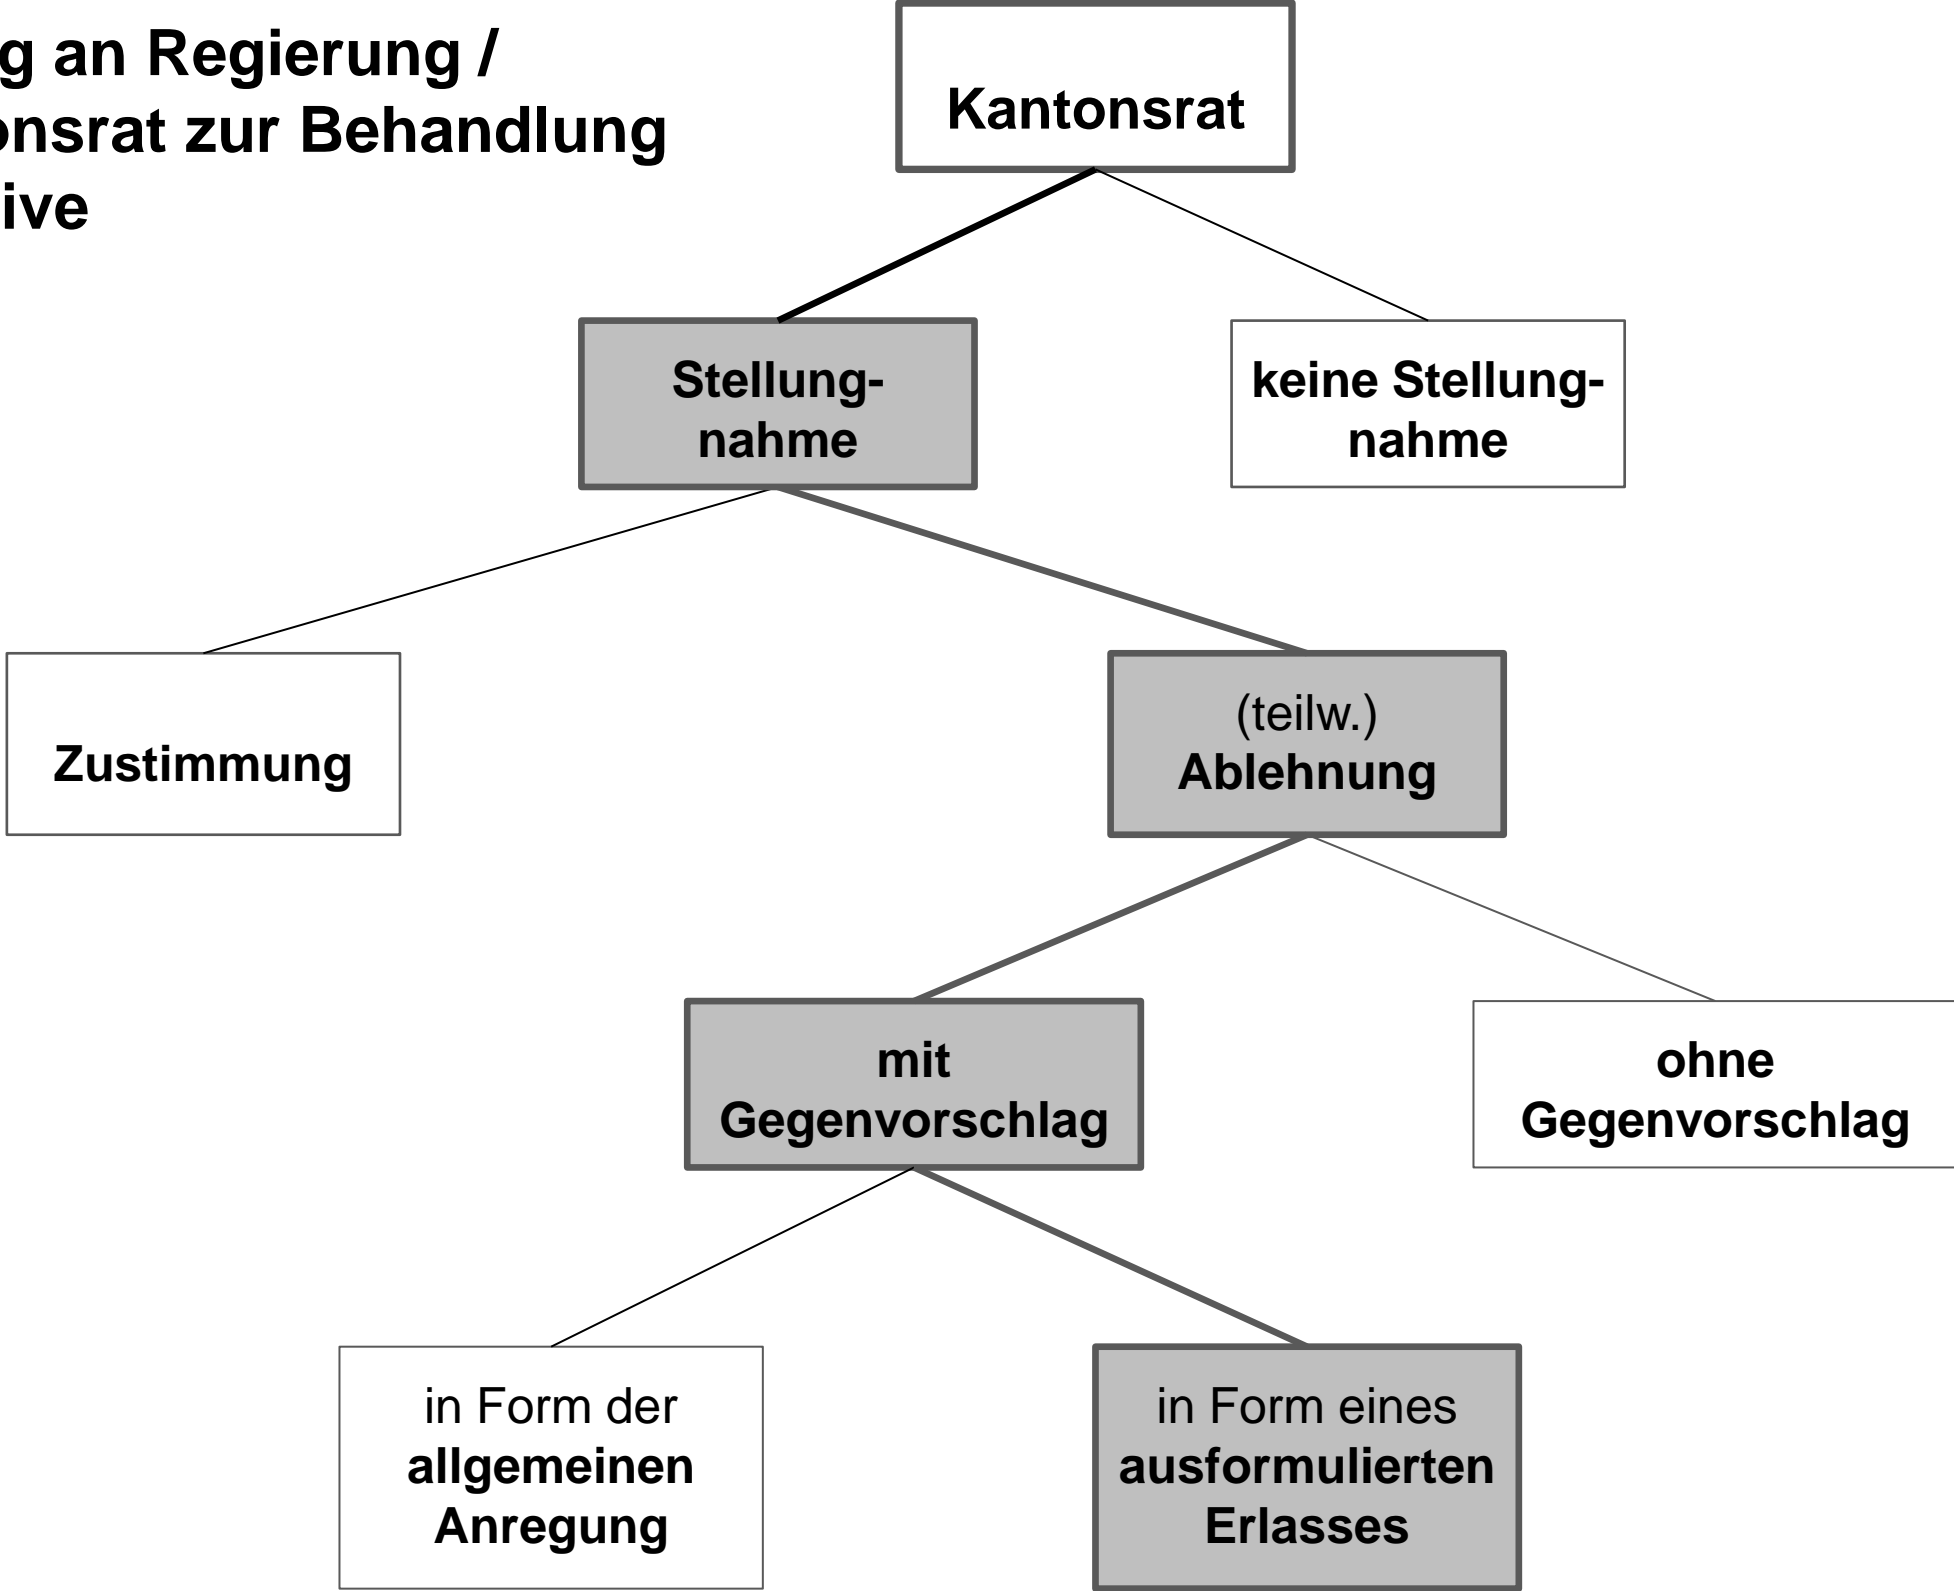 g an Regierung /
onsrat zur Behandlung
ive
Kantonsrat
Stellung-
nahme
keine Stellung-
nahme
Zustimmung
(teilw.)
Ablehnung
mit
Gegenvorschlag
ohne
Gegenvorschlag
in Form der
allgemeinen
Anregung
in Form eines
ausformulierten
Erlasses